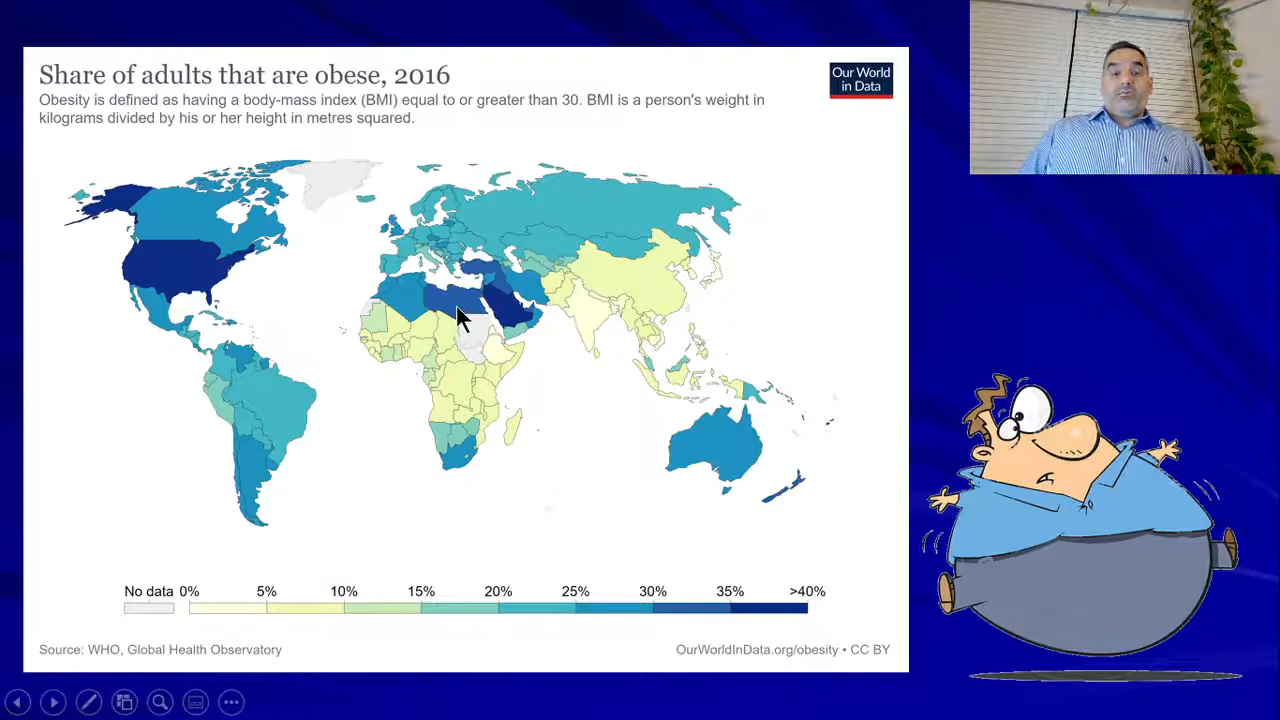 Share of adults that are obese, 2016
Our World
in Data
Obesity is defined as having a body-mass index (BMI) equal to or greater than 30. BMI is a person's weight in
kilograms divided by his or her height in metres squared.
No data 0% 5% 10% 15% 20% 25% 30% 35% >40%
Source: WHO, Global Health Observatory
OurWorldInData.org/obesity • CC BY